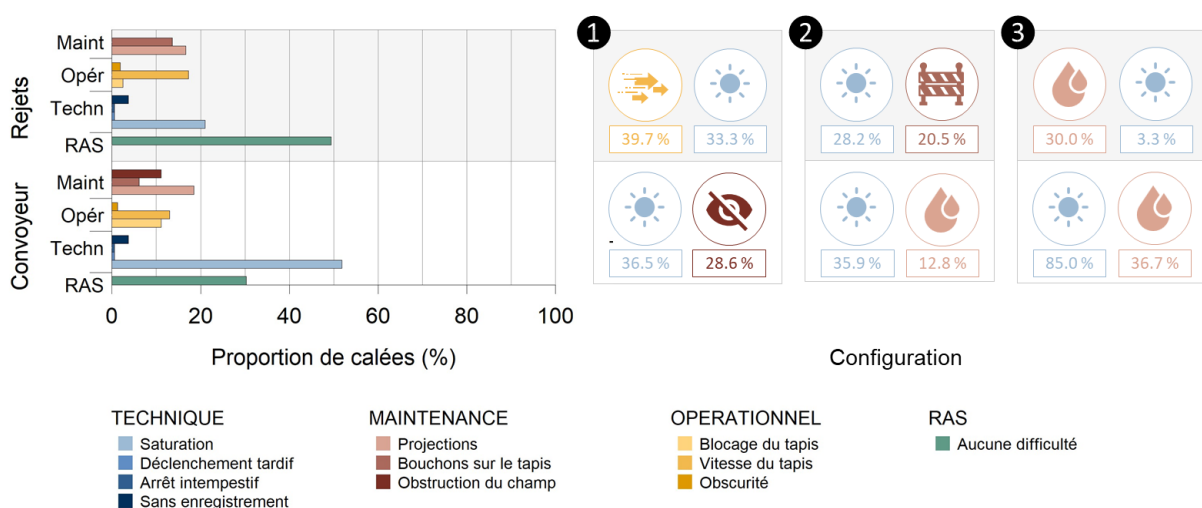 Rejets
Maint
Opér
Techn
RAS
Convoyeur
Maint
Opér
Techn
RAS
0 20 40 60 80 100
Proportion de calées (%)
1
39.7 % 33.3 %
36.5 % 28.6 %
2
28.2 % 20.5 %
35.9 % 12.8 %
3
30.0 % 3.3 %
85.0 % 36.7 %
Configuration
TECHNIQUE
Saturation
Déclenchement tardif
Arrêt intempestif
Sans enregistrement
MAINTENANCE
Projections
Bouchons sur le tapis
Obstruction du champ
OPERATIONNEL
Blocage du tapis
Vitesse du tapis
Obscurité
RAS
Aucune difficulté